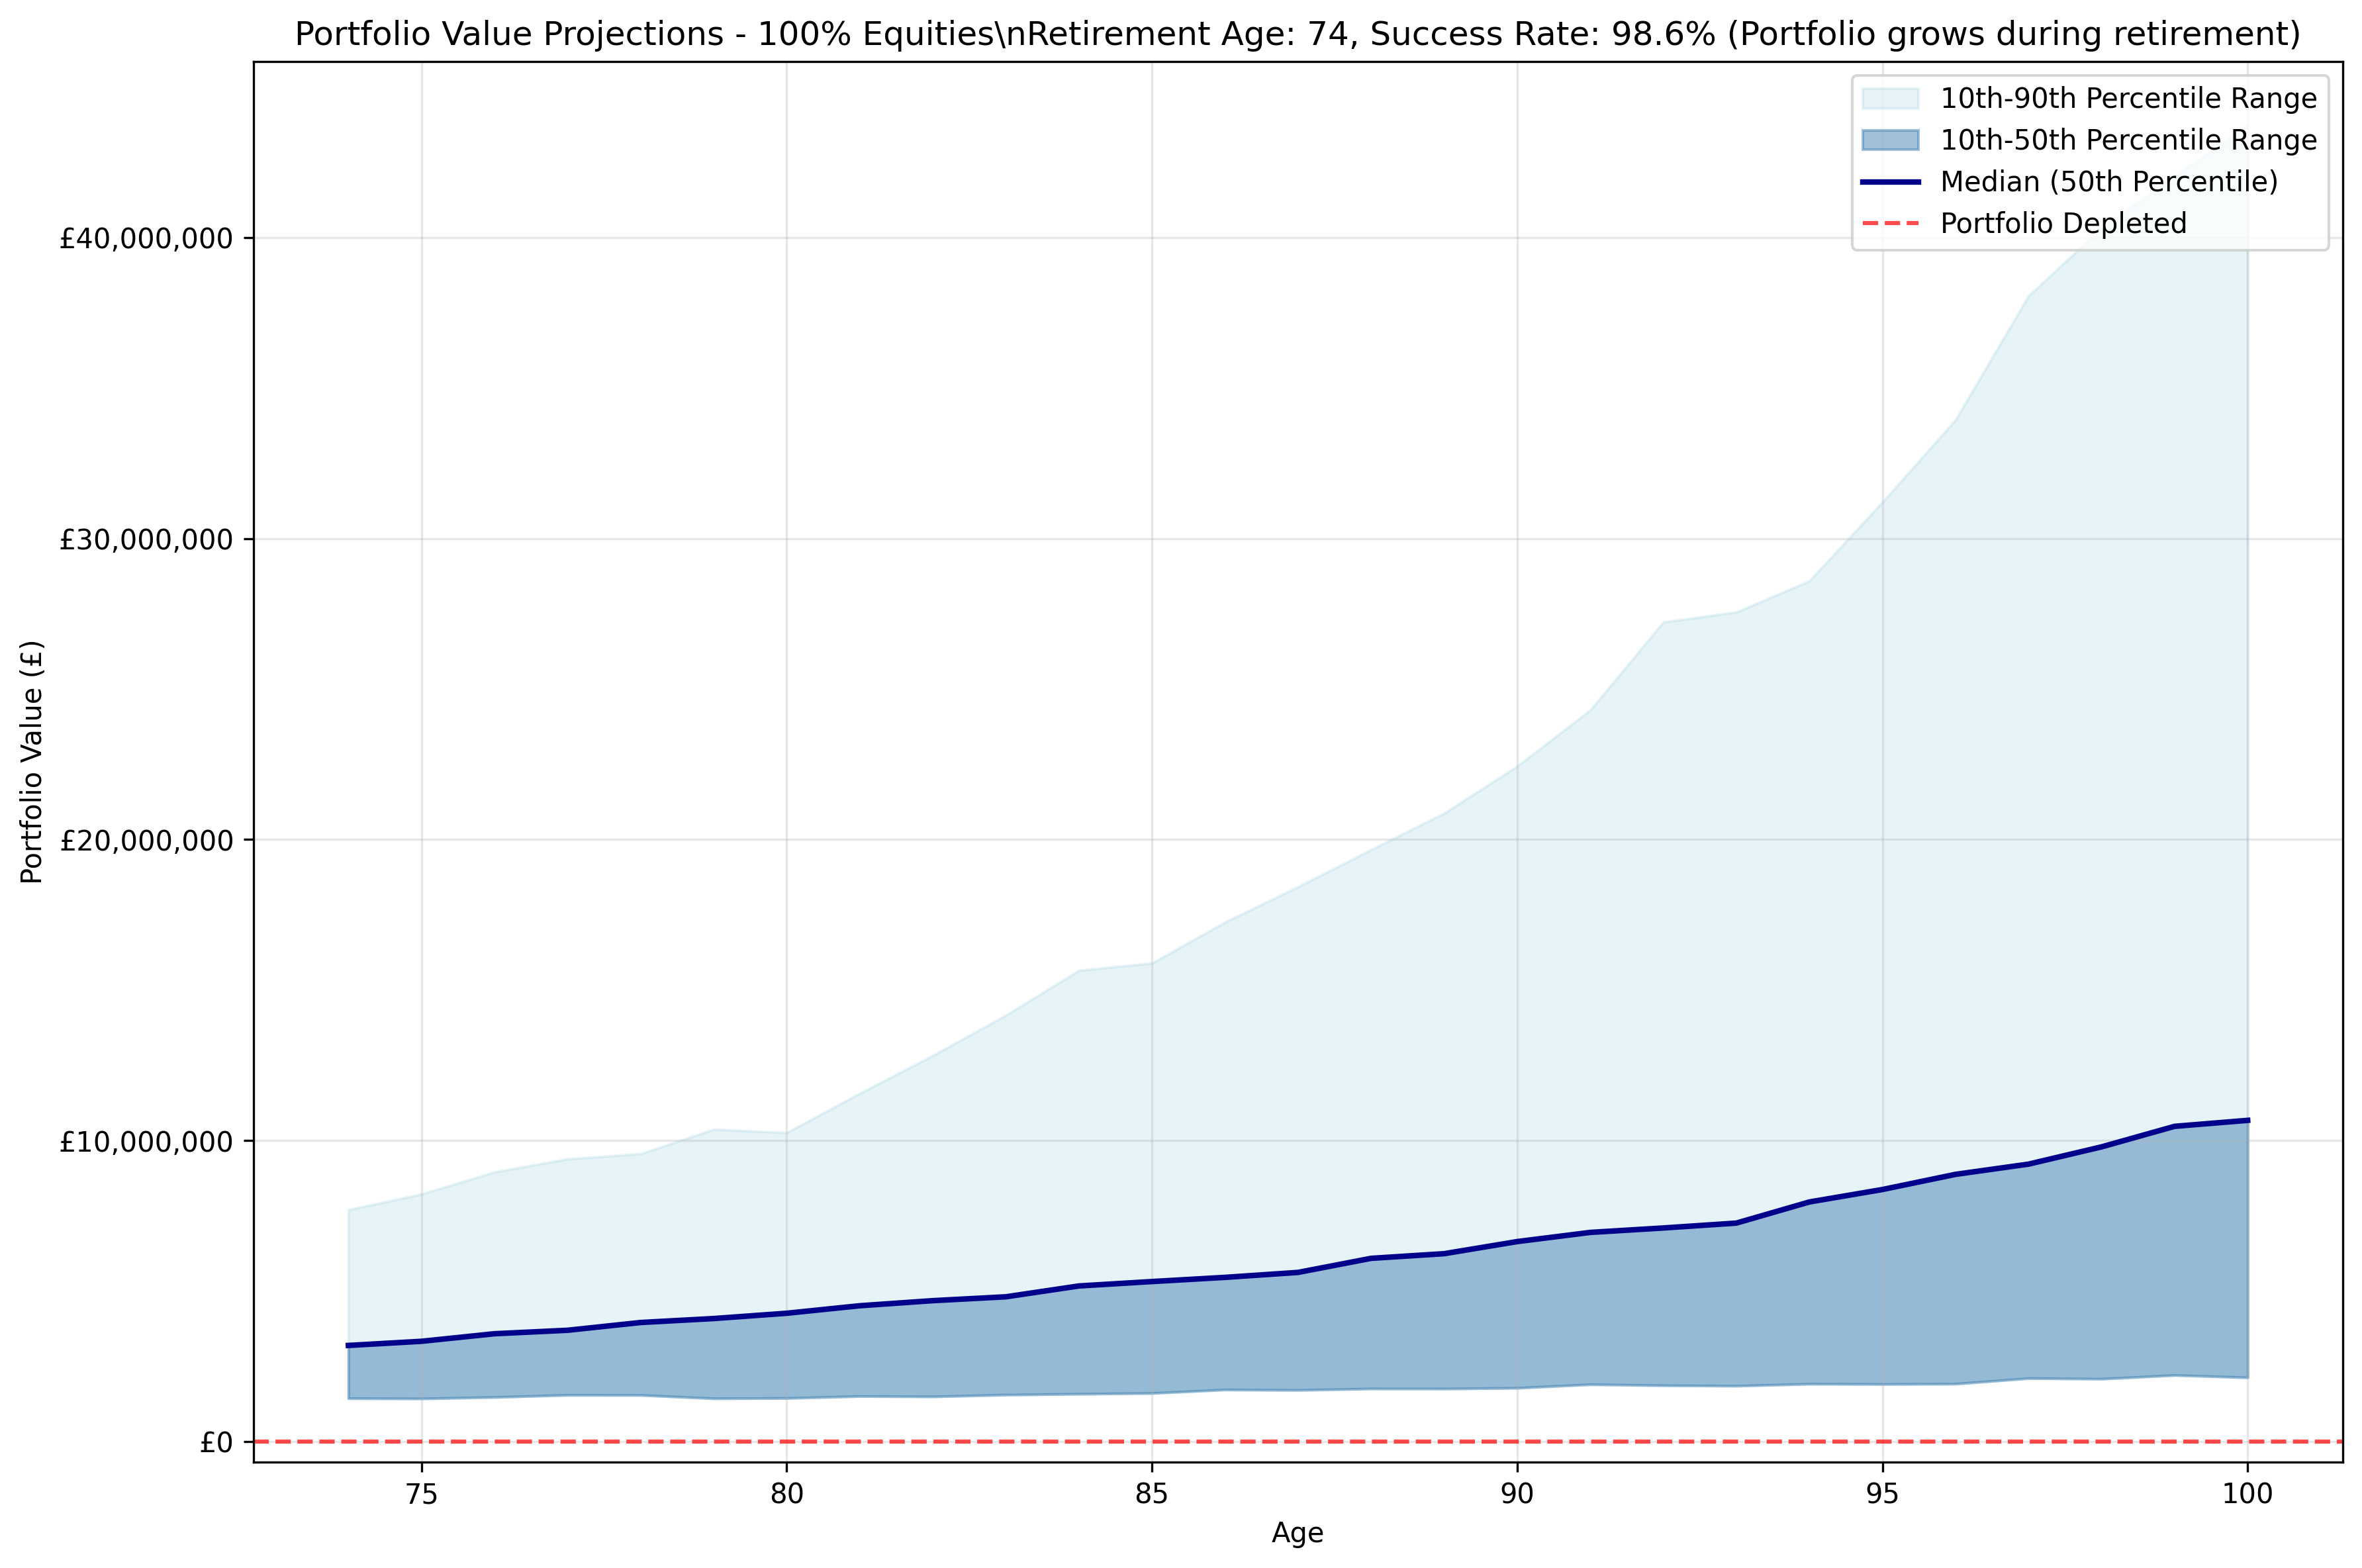 Portfolio Value Projections - 100% Equities\nRetirement Age: 74, Success Rate: 98.6% (Portfolio grows during retirement)
10th-90th Percentile Range
10th-50th Percentile Range
Median (50th Percentile)
Portfolio Depleted
Portfolio Value (£)
£40,000,000
£30,000,000
£20,000,000
£10,000,000
£0
75
80
85
90
95
100
Age